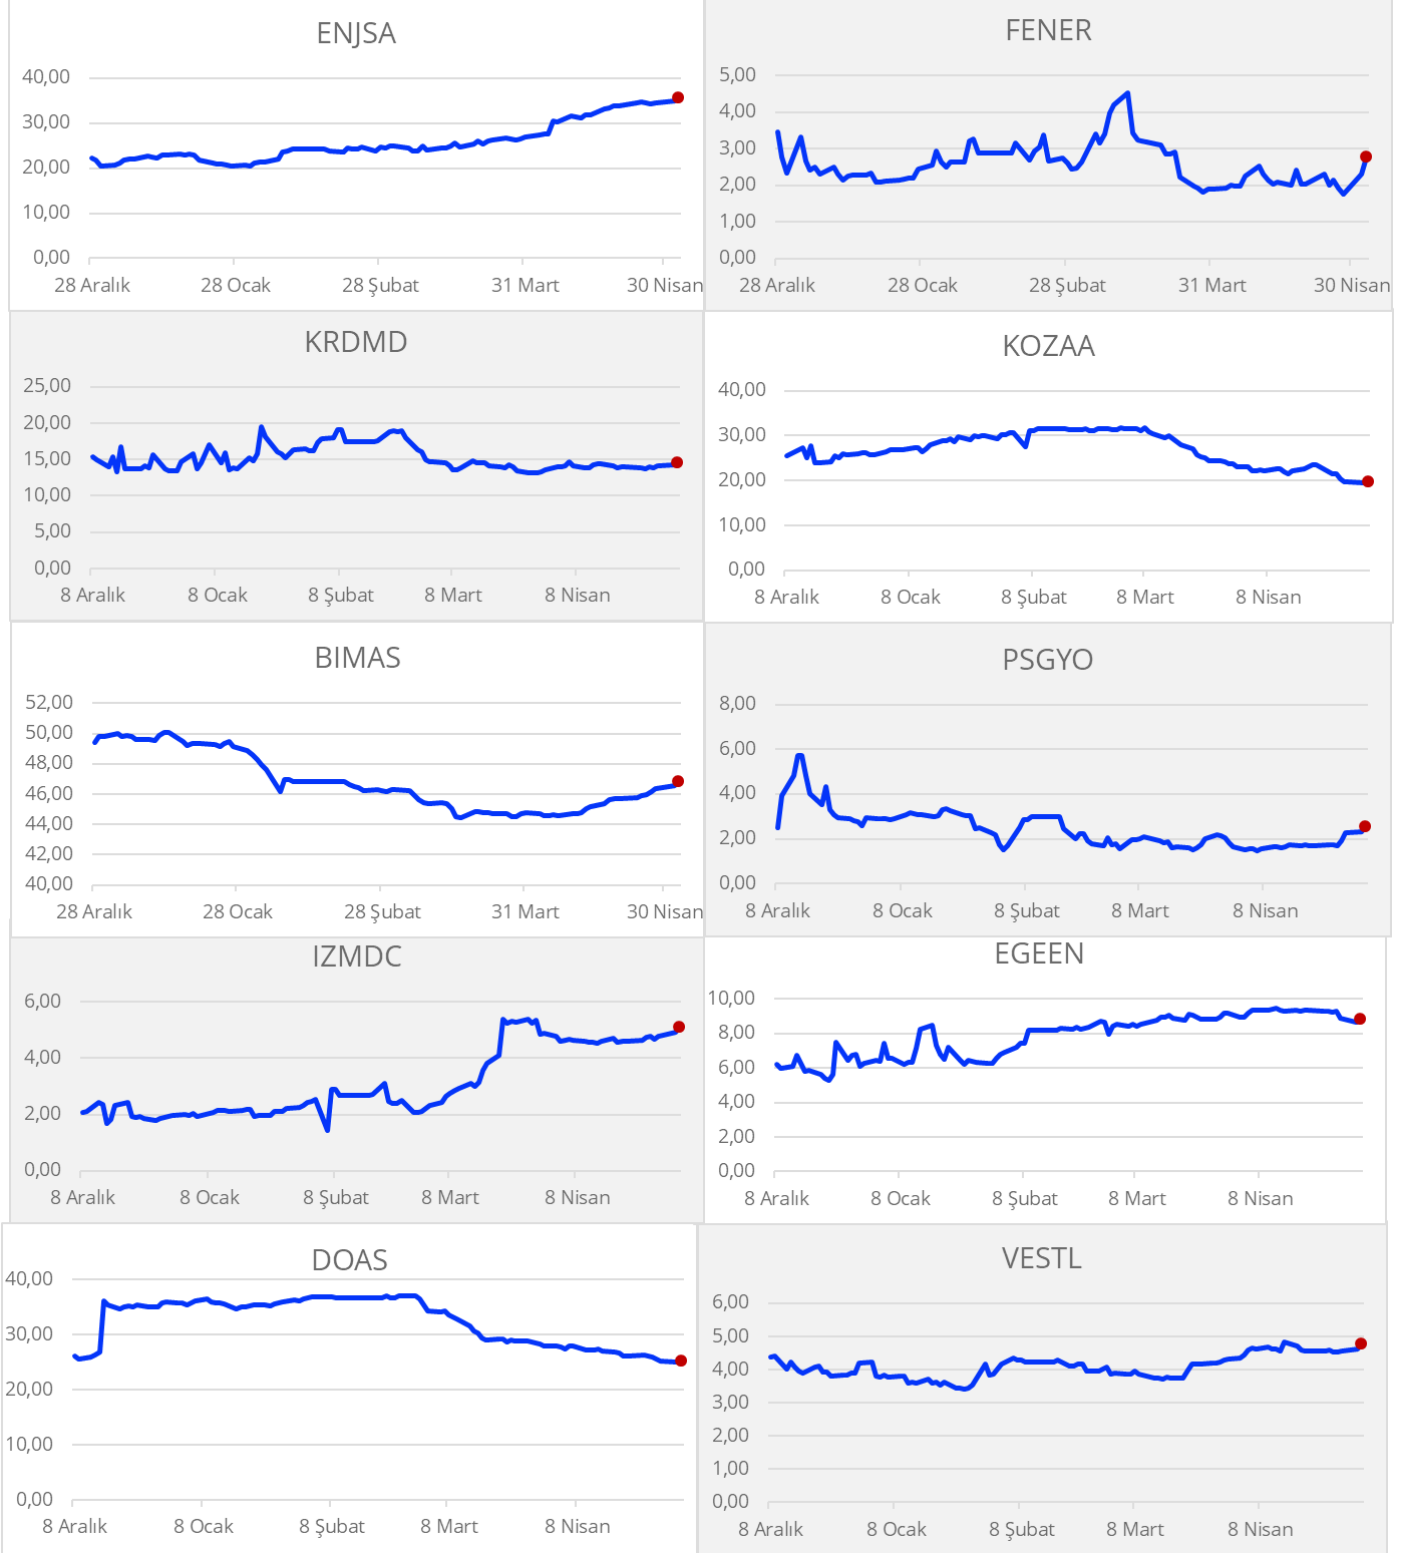 ENJSA
40,00
30,00
20,00
10,00
0,00
28 Aralık 28 Ocak 28 Şubat 31 Mart 30 Nisan
FENER
5,00
4,00
3,00
2,00
1,00
0,00
28 Aralık 28 Ocak 28 Şubat 31 Mart 30 Nisan
KRDMD
25,00
20,00
15,00
10,00
5,00
0,00
8 Aralık 8 Ocak 8 Şubat 8 Mart 8 Nisan
KOZAA
40,00
30,00
20,00
10,00
0,00
8 Aralık 8 Ocak 8 Şubat 8 Mart 8 Nisan
BIMAS
52,00
50,00
48,00
46,00
44,00
42,00
40,00
28 Aralık 28 Ocak 28 Şubat 31 Mart 30 Nisan
PSGYO
8,00
6,00
4,00
2,00
0,00
8 Aralık 8 Ocak 8 Şubat 8 Mart 8 Nisan
IZMDC
6,00
4,00
2,00
0,00
8 Aralık 8 Ocak 8 Şubat 8 Mart 8 Nisan
EGEEN
10,00
8,00
6,00
4,00
2,00
0,00
8 Aralık 8 Ocak 8 Şubat 8 Mart 8 Nisan
DOAS
40,00
30,00
20,00
10,00
0,00
8 Aralık 8 Ocak 8 Şubat 8 Mart 8 Nisan
VESTL
6,00
5,00
4,00
3,00
2,00
1,00
0,00
8 Aralık 8 Ocak 8 Şubat 8 Mart 8 Nisan